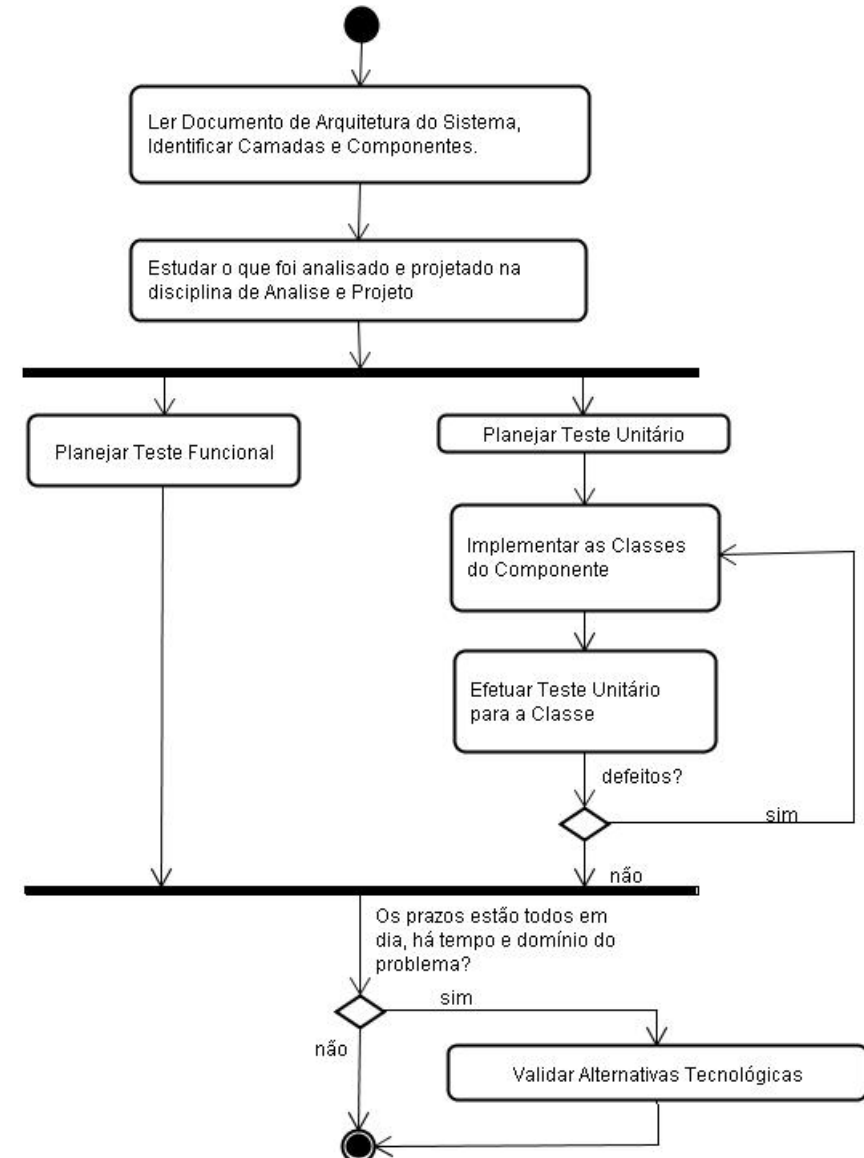 Ler Documento de Arquitetura do Sistema,
Identificar Camadas e Componentes.
Estudar o que foi analisado e projetado na
disciplina de Analise e Projeto
Planejar Teste Funcional
Planejar Teste Unitário
Implementar as Classes
do Componente
Efetuar Teste Unitário
para a Classe
defeitos?
sim
não
Os prazos estão todos em
dia, há tempo e domínio do
problema?
sim
não
Validar Alternativas Tecnológicas